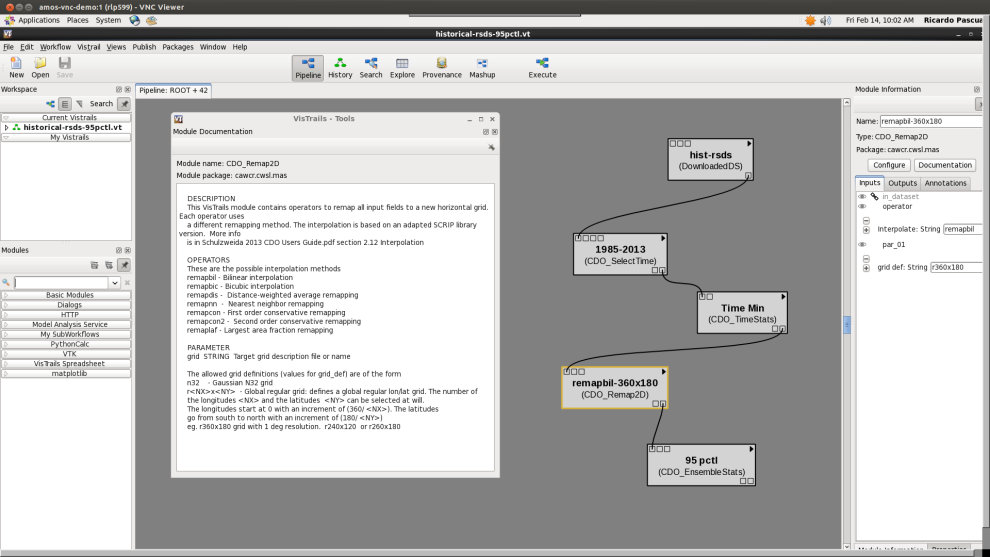 amos-vnc-demo:1 (rlp599) - VNC Viewer
Applications Places System
Fri Feb 14, 10:02 AM Ricardo Pascua
historical-rsds-95pctl.vt
File Edit Workflow Vistrail Views Publish Packages Window Help
New Open Save
Pipeline History Search Explore Provenance Mashup Execute
Workspace
Search
Current Vistrails
historical-rsds-95pctl.vt
My Vistrails
Modules
Basic Modules
Dialogs
HTTP
Model Analysis Service
My SubWorkflows
PythonCalc
VTK
VisTrails Spreadsheet
matplotlib
Pipeline: ROOT + 42
VisTrails - Tools
Module Documentation
Module name: CDO_Remap2D
Module package: cawcr.cwsl.mas
DESCRIPTION
This VisTrails module contains operators to remap all input fields to a new horizontal grid.
Each operator uses
a different remapping method. The interpolation is based on an adapted SCRIP library
version. More info
is in Schulzweida 2013 CDO Users Guide.pdf section 2.12 Interpolation
OPERATORS
These are the possible interpolation methods
remapbil - Bilinear interpolation
remapbic - Bicubic interpolation
remapdis - Distance-weighted average remapping
remapnn - Nearest neighbor remapping
remapcon - First order conservative remapping
remapcon2 - Second order conservative remapping
remaplaf - Largest area fraction remapping
PARAMETER
grid STRING Target grid description file or name
The allowed grid definitions (values for grid_def) are of the form
n32 - Gaussian N32 grid
r<NX>x<NY> - Global regular grid: defines a global regular lon/lat grid. The number of
the longitudes <NX> and the latitudes <NY> can be selected at will.
The longitudes start at 0 with an increment of (360/ <NX>). The latitudes
go from south to north with an increment of (180/ <NY>)
eg. r360x180 grid with 1 deg resolution. r240x120 or r260x180
hist-rsds
(DownloadedDS)
1985-2013
(CDO_SelectTime)
Time Min
(CDO_TimeStats)
remapbil-360x180
(CDO_Remap2D)
95 pctl
(CDO_EnsembleStats)
Module Information
Name: remapbil-360x180
Type: CDO_Remap2D
Package: cawcr.cwsl.mas
Configure Documentation
Inputs Outputs Annotations
in_dataset
operator
Interpolate: String remapbil
par_01
grid def: String r360x180
Module Information Properties